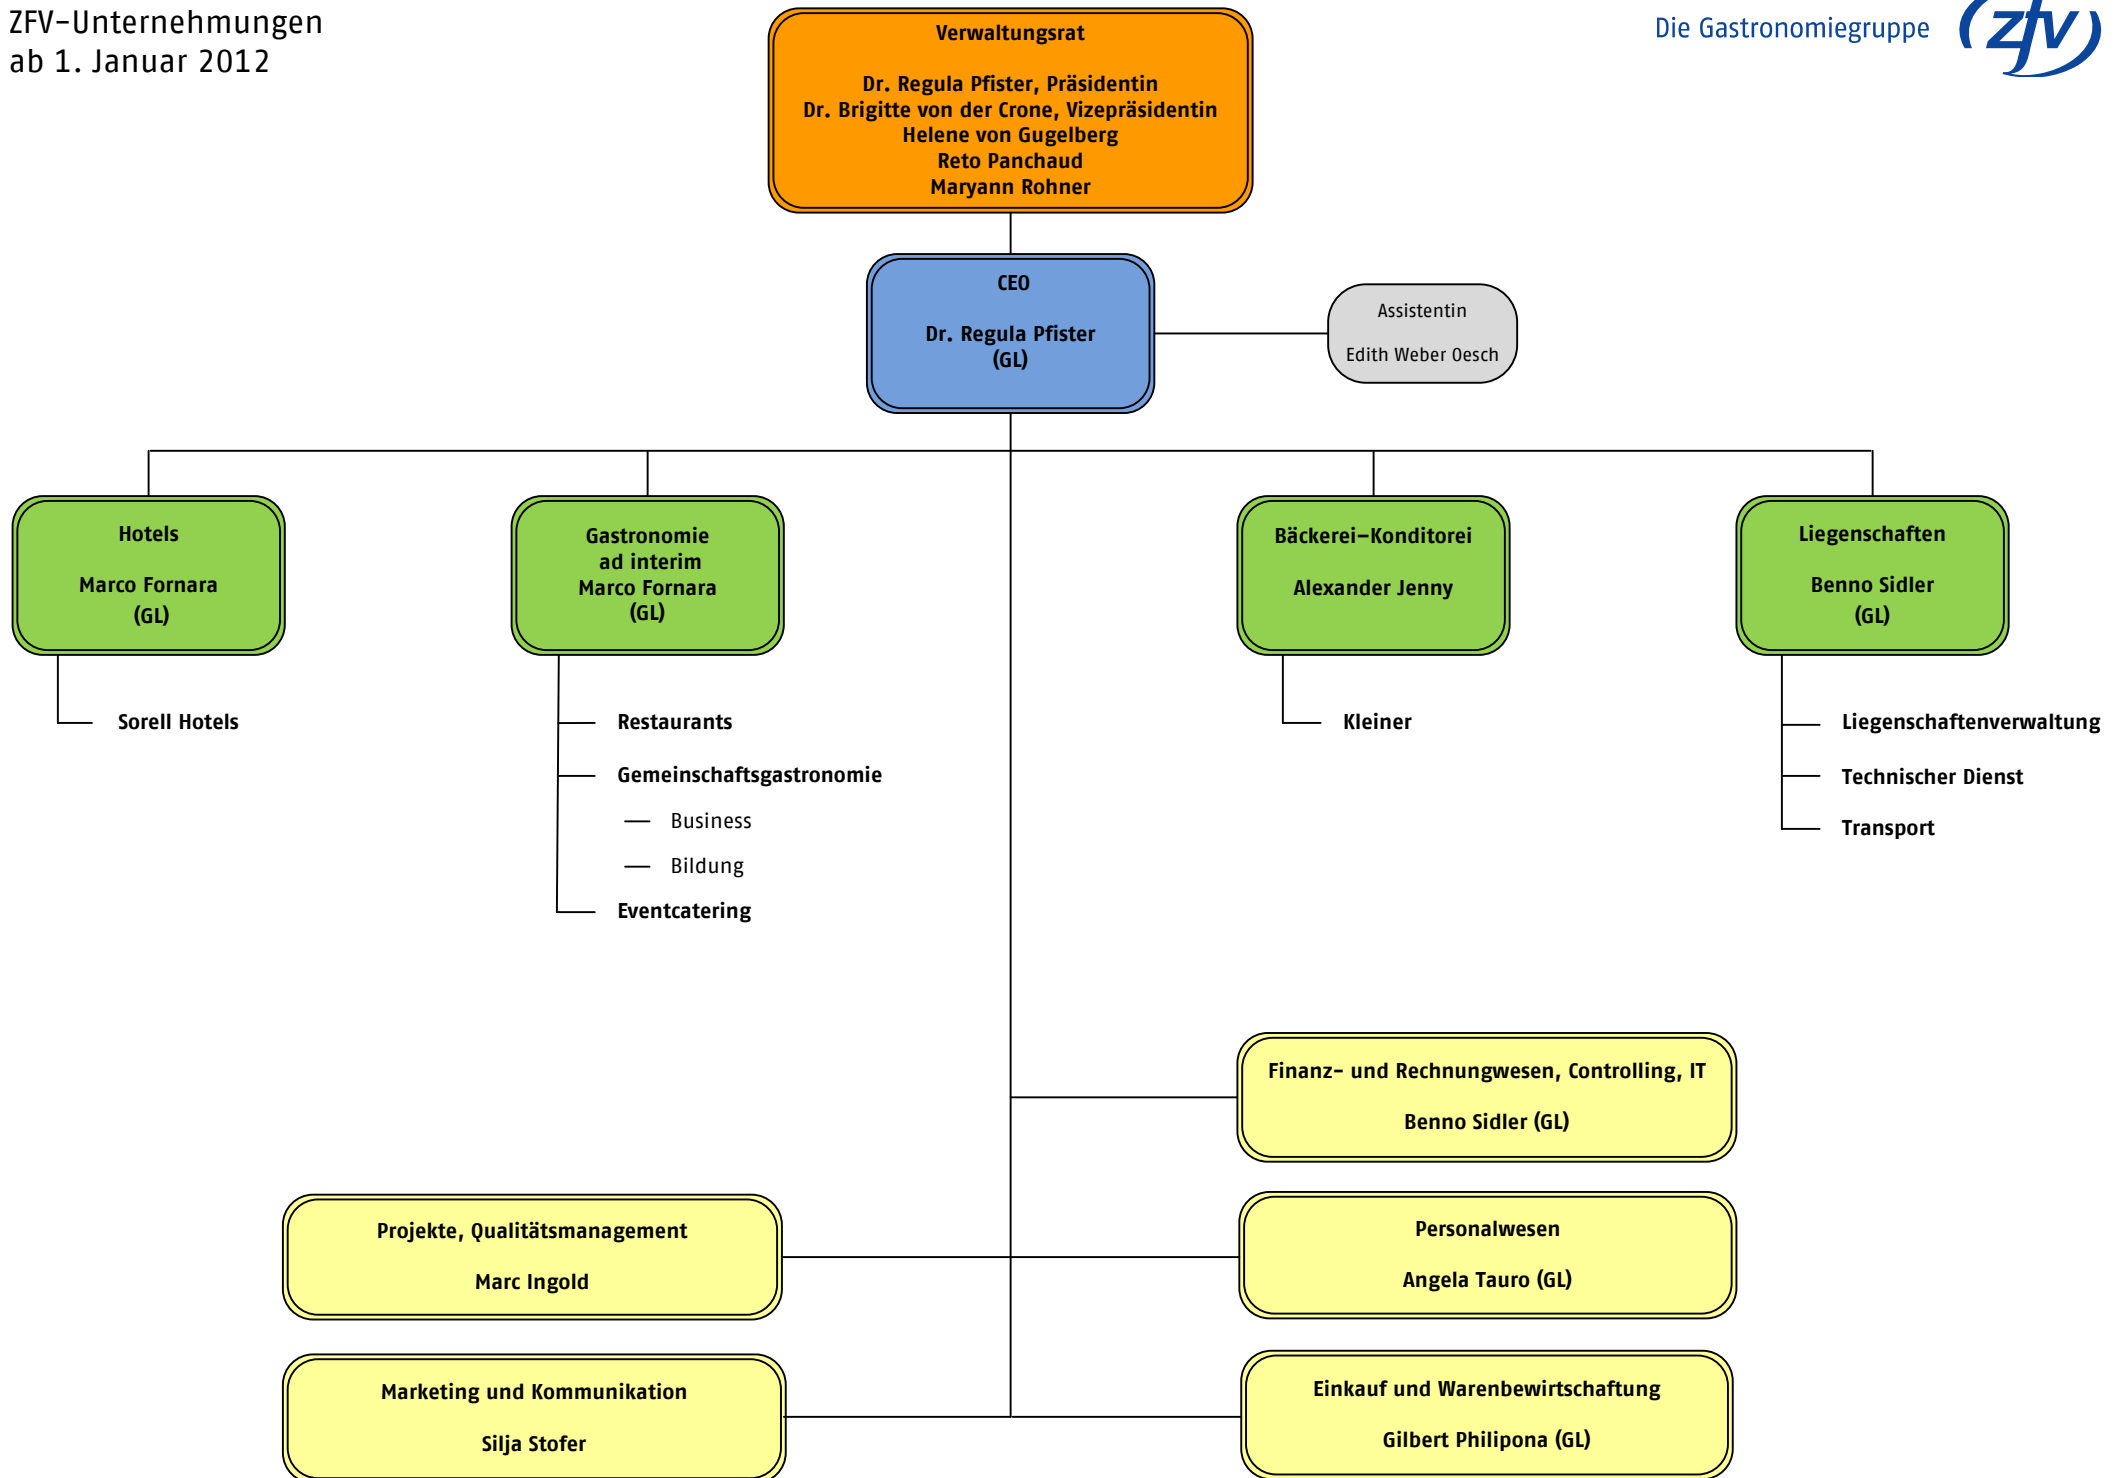 ZFV-Unternehmungen
ab 1. Januar 2012
Die Gastronomiegruppe
zfv
Verwaltungsrat
Dr. Regula Pfister, Präsidentin
Dr. Brigitte von der Crone, Vizepräsidentin
Helene von Gugelberg
Reto Panchaud
Maryann Rohner
CEO
Dr. Regula Pfister
(GL)
Assistentin
Edith Weber Oesch
Hotels
Marco Fornara
(GL)
Sorell Hotels
Gastronomie
ad interim
Marco Fornara
(GL)
Restaurants
Gemeinschaftsgastronomie
Business
Bildung
Eventcatering
Bäckerei-Konditorei
Alexander Jenny
Kleiner
Liegenschaften
Benno Sidler
(GL)
Liegenschaftenverwaltung
Technischer Dienst
Transport
Finanz- und Rechnungwesen, Controlling, IT
Benno Sidler (GL)
Projekte, Qualitätsmanagement
Marc Ingold
Personalwesen
Angela Tauro (GL)
Marketing und Kommunikation
Silja Stofer
Einkauf und Warenbewirtschaftung
Gilbert Philipona (GL)